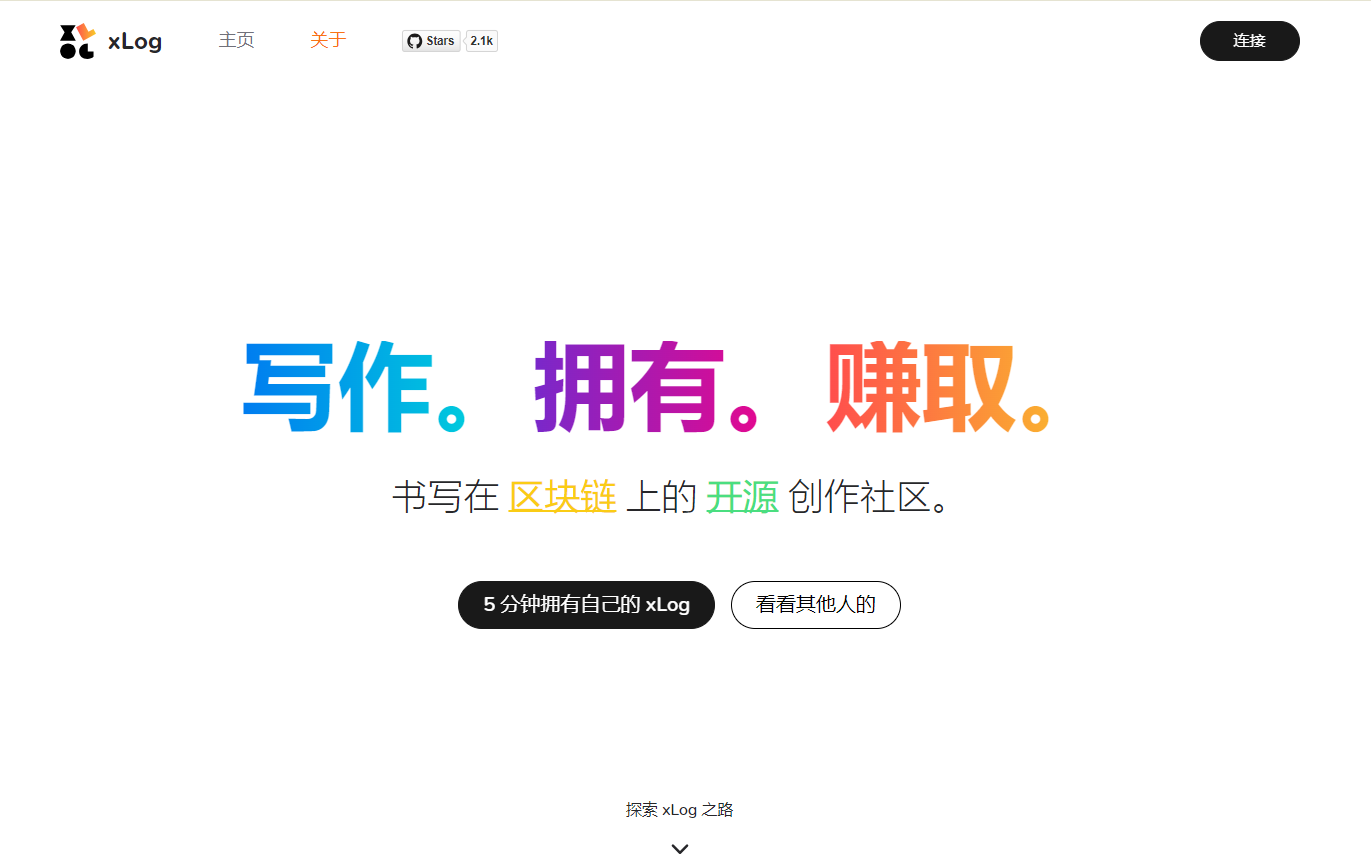 xLog 主页 关于 Stars 2.1k 连接
写作。 拥有。 赚取。
书写在 区块链 上的 开源 创作社区。
5 分钟拥有自己的 xLog 看看其他人的
探索 xLog 之路